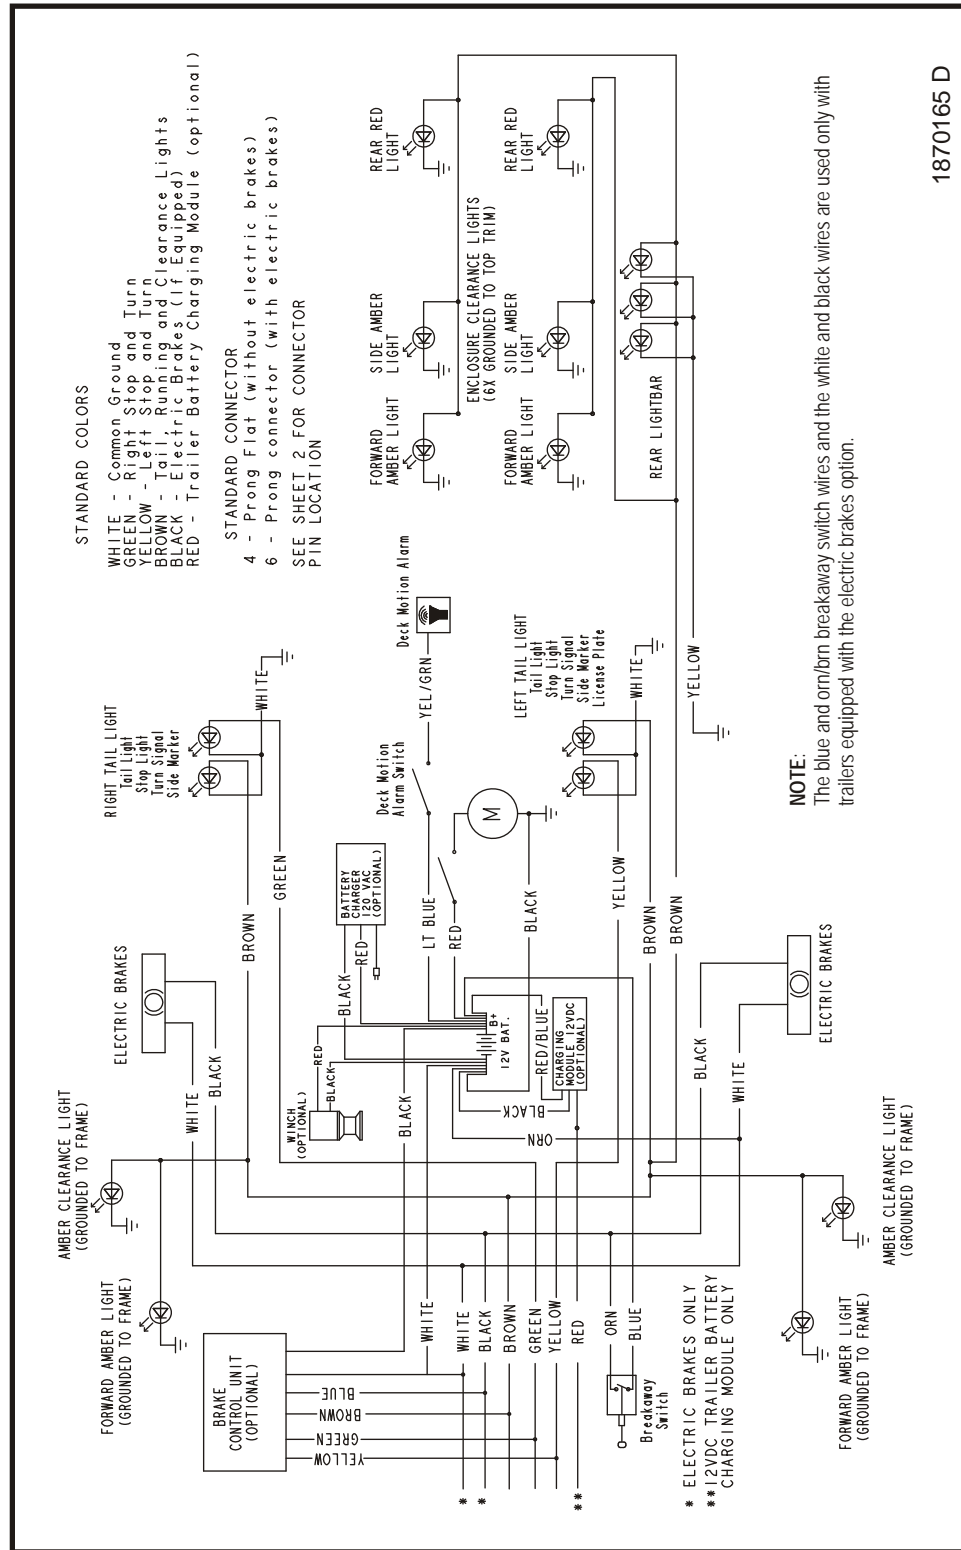 STANDARD COLORS
WHITE - Common Ground
GREEN - Right Stop and Turn
YELLOW - Left Stop and Turn
BROWN - Tail, Running and Clearance Lights
BLACK - Electric Brakes (If Equipped)
RED - Trailer Battery Charging Module (optional)
STANDARD CONNECTOR
4 - Prong Flat (without electric brakes)
6 - Prong connector (with electric brakes)
SEE SHEET 2 FOR CONNECTOR
PIN LOCATION
FORWARD AMBER LIGHT
(GROUNDED TO FRAME)
AMBER CLEARANCE LIGHT
(GROUNDED TO FRAME)
ELECTRIC BRAKES
WHITE
BLACK
BROWN
GREEN
RIGHT TAIL LIGHT
Tail Light
Stop Light
Turn Signal
Side Marker
WHITE
BRAKE
CONTROL UNIT
(OPTIONAL)
BLUE
BROWN
GREEN
YELLOW
WINCH
(OPTIONAL)
RED
BLACK
BLACK
BLACK
RED
BATTERY
CHARGER
120 VAC
(OPTIONAL)
LT BLUE
RED
Deck Motion
Alarm Switch
YEL/GRN
Deck Motion Alarm
M
BLACK
B+
12V BAT.
RED/BLUE
CHARGING
MODULE 12VDC
(OPTIONAL)
BLACK
ORN
WHITE
WHITE
BLACK
BROWN
GREEN
YELLOW
RED
ORN
BLUE
*
*
**
Breakaway
Switch
YELLOW
BROWN
BROWN
LEFT TAIL LIGHT
Tail Light
Stop Light
Turn Signal
Side Marker
License Plate
WHITE
YELLOW
FORWARD
AMBER LIGHT
SIDE AMBER
LIGHT
REAR RED
LIGHT
ENCLOSURE CLEARANCE LIGHTS
(6X GROUNDED TO TOP TRIM)
FORWARD
AMBER LIGHT
SIDE AMBER
LIGHT
REAR RED
LIGHT
REAR LIGHTBAR
BLACK
WHITE
ELECTRIC BRAKES
AMBER CLEARANCE LIGHT
(GROUNDED TO FRAME)
FORWARD AMBER LIGHT
(GROUNDED TO FRAME)
* ELECTRIC BRAKES ONLY
**12VDC TRAILER BATTERY
CHARGING MODULE ONLY
NOTE:
The blue and orn/brn breakaway switch wires and the white and black wires are used only with
trailers equipped with the electric brakes option.
1870165 D